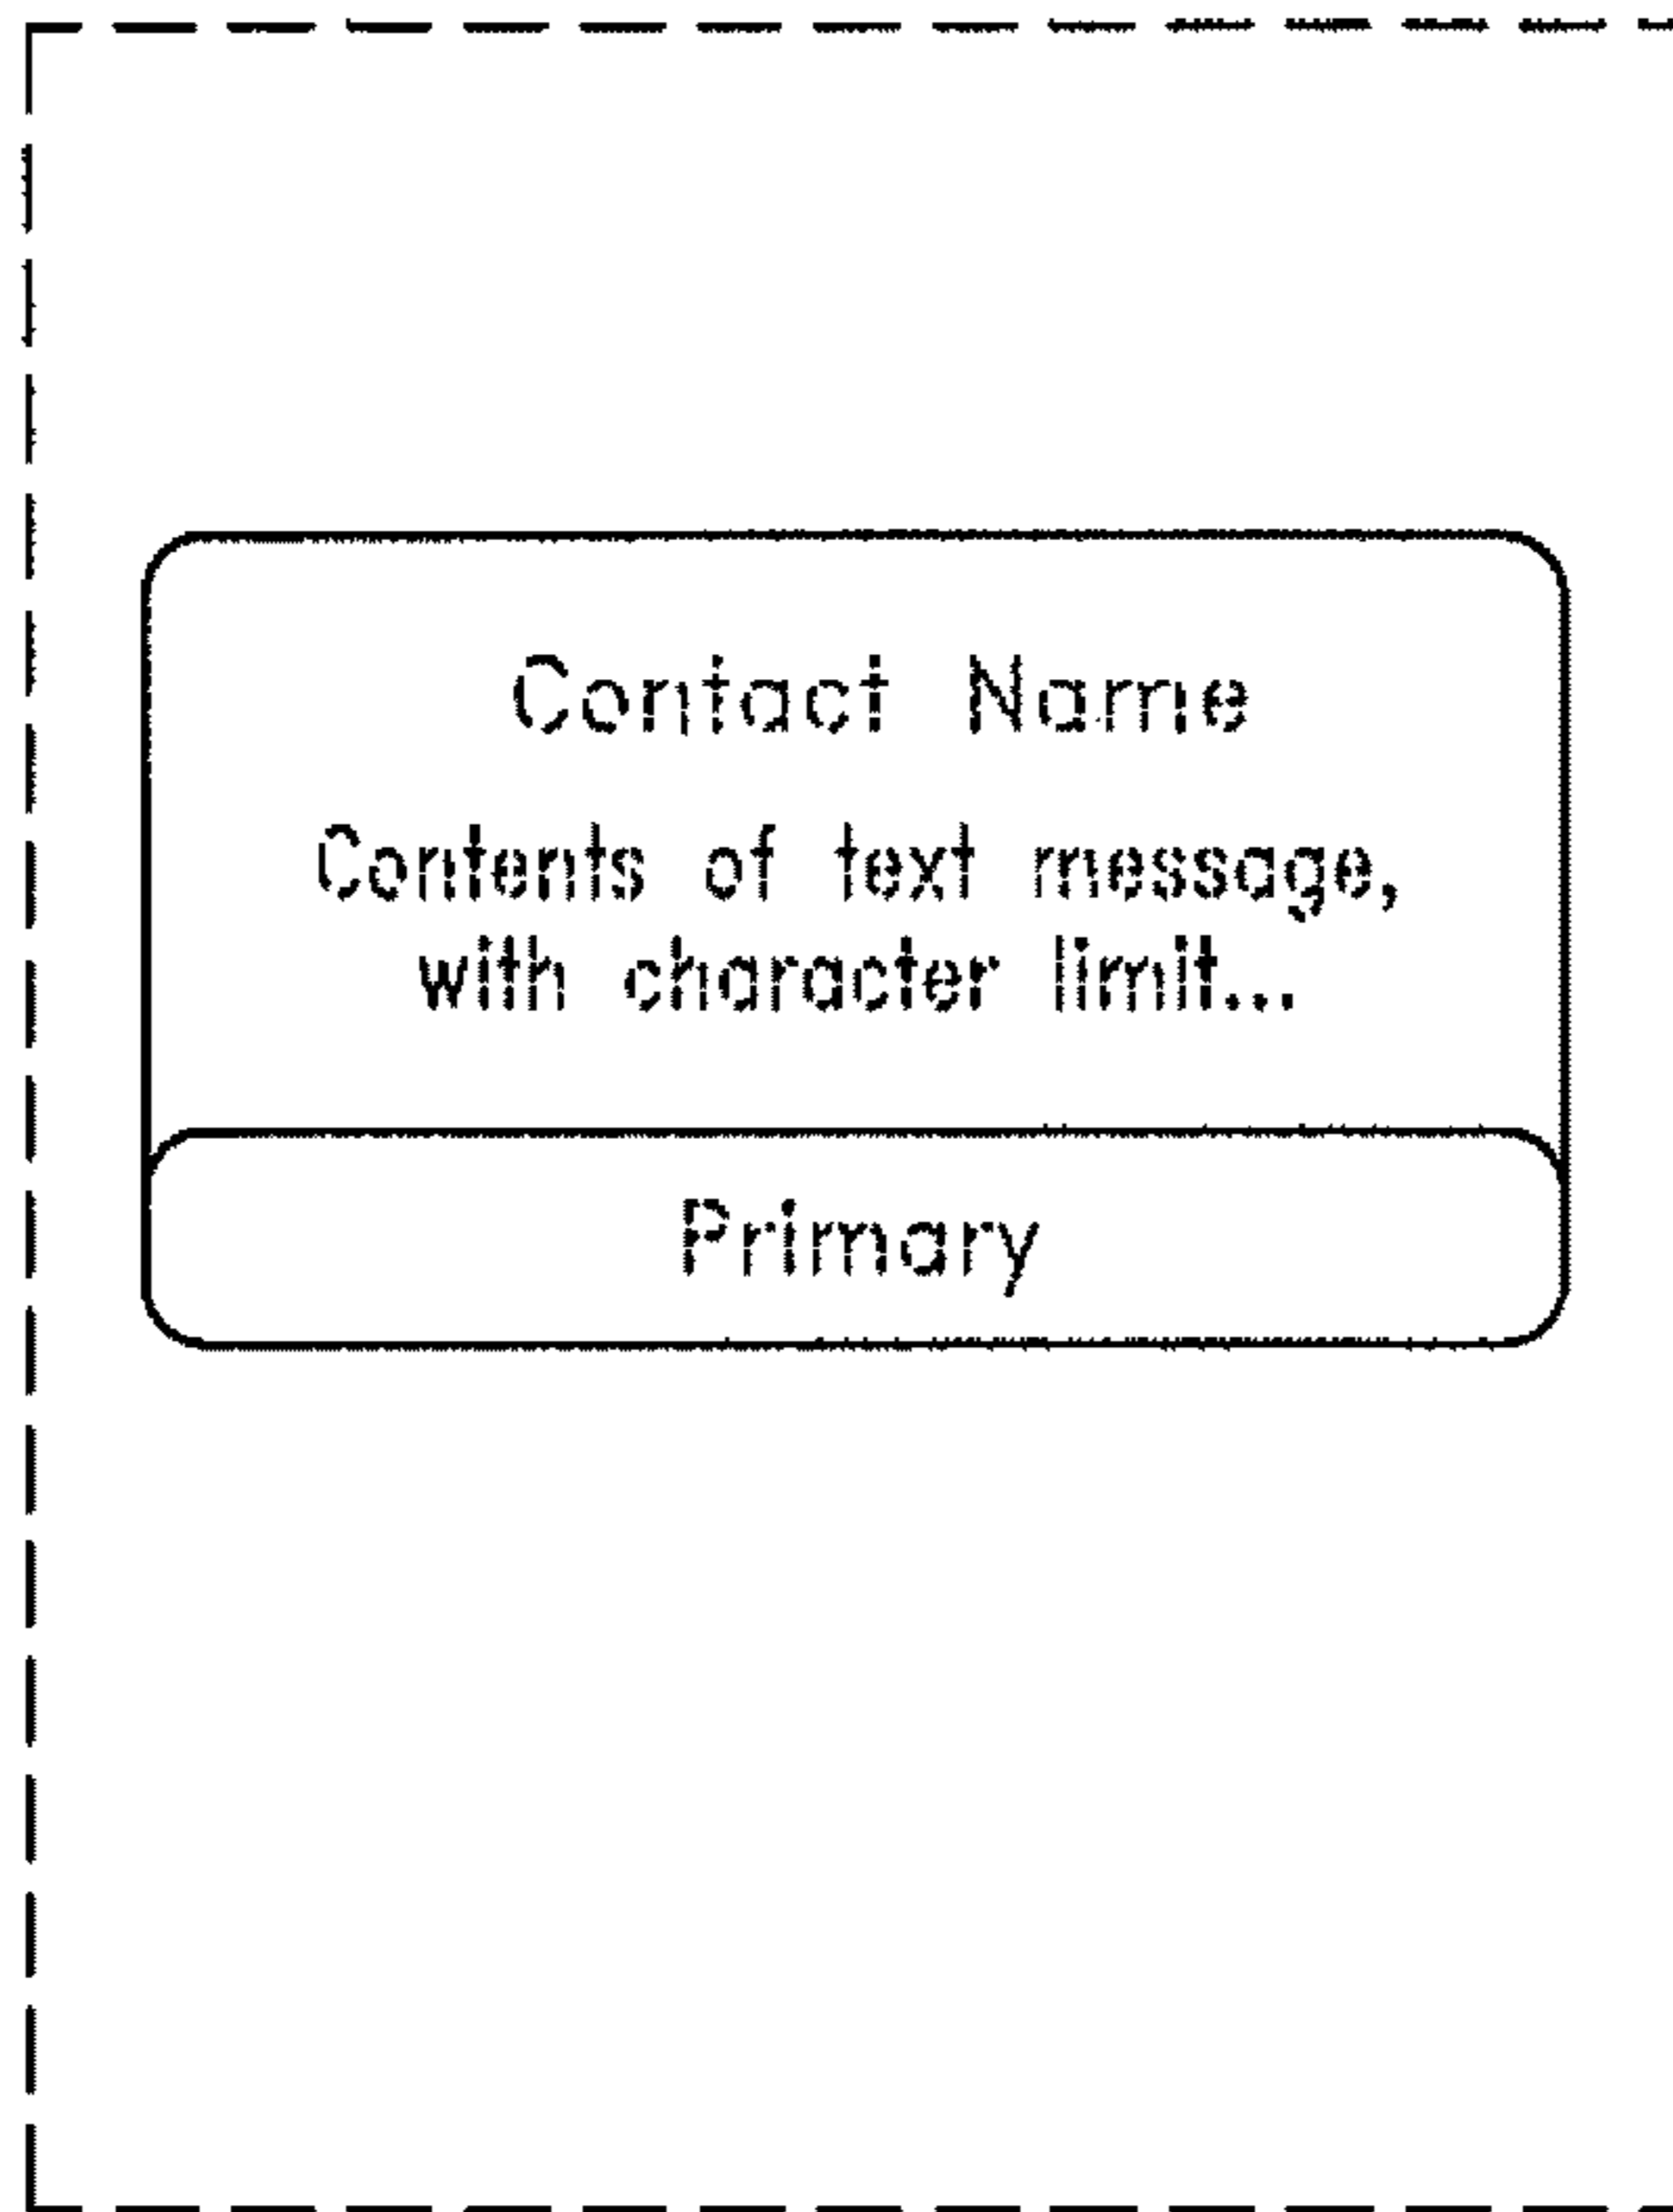 Contact Name
Contents of text message,
with character limit...
Primary